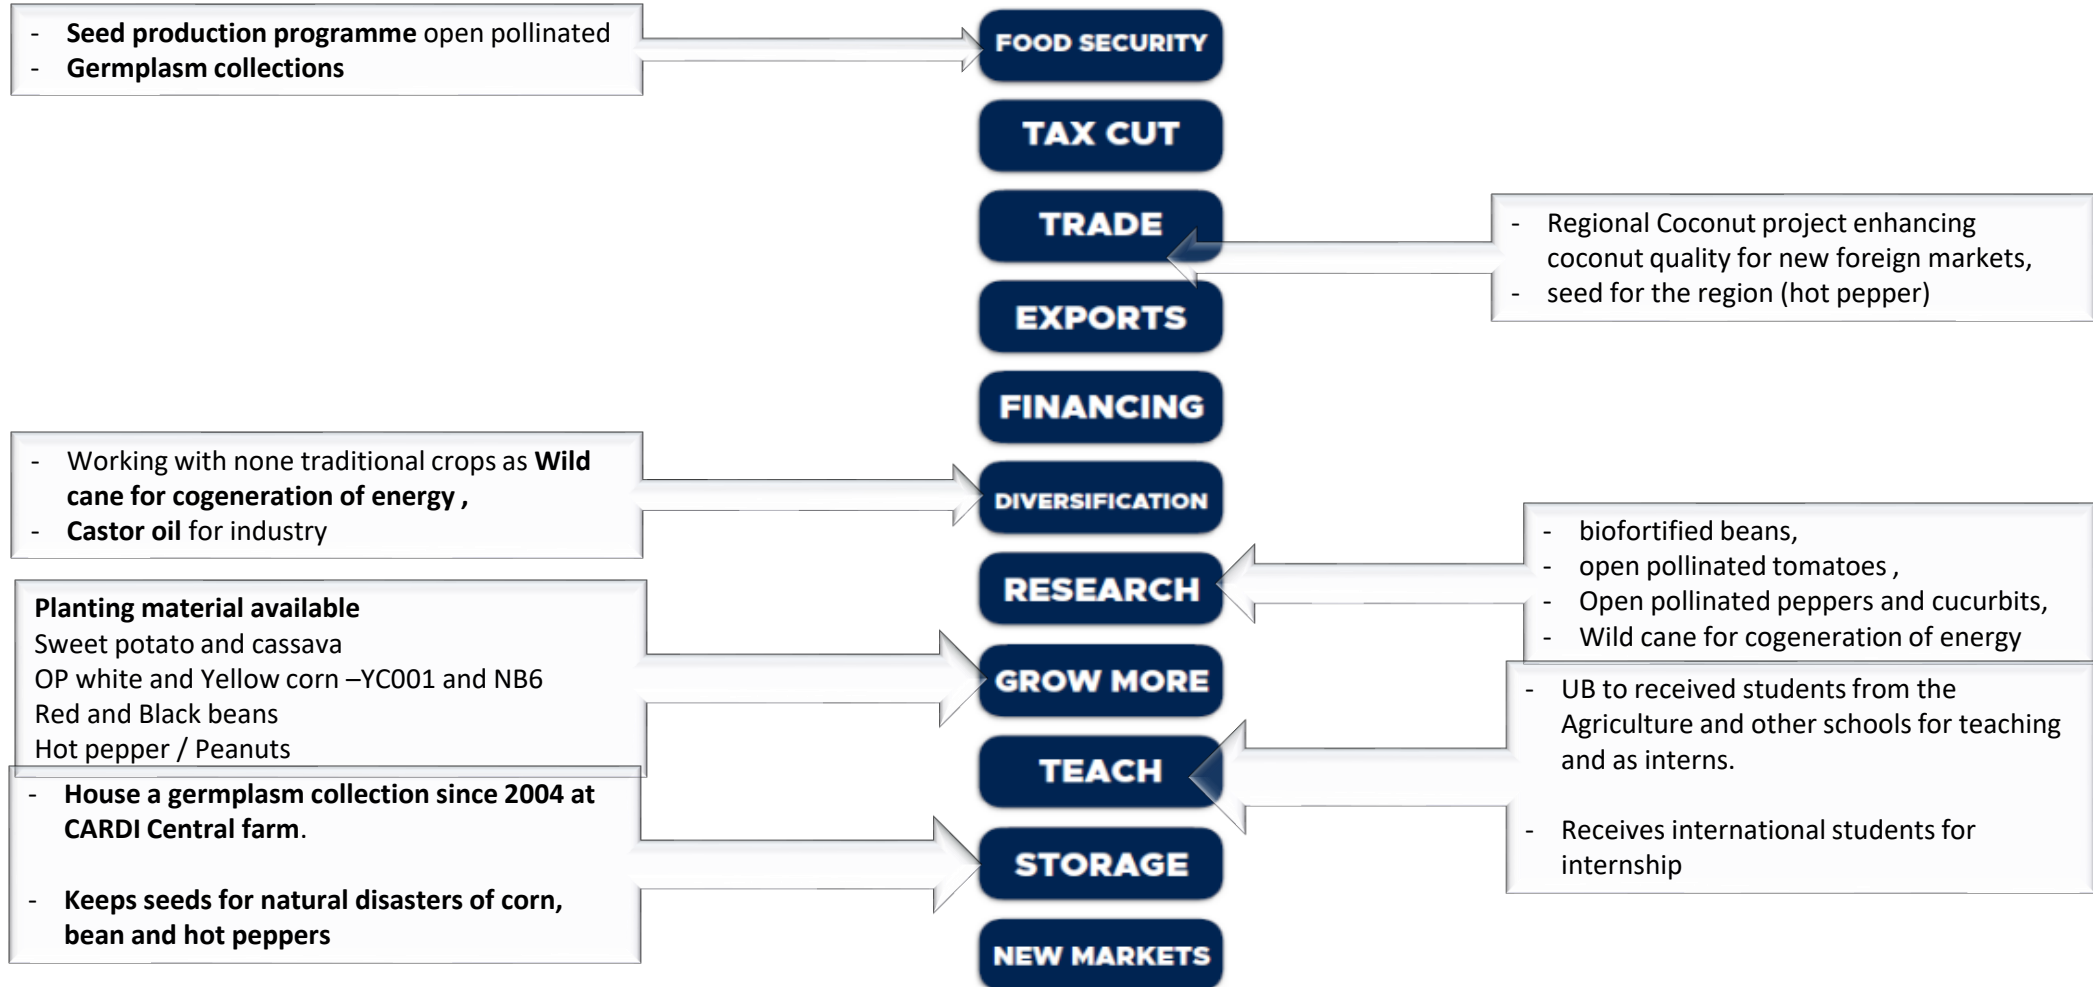 - Seed production programme open pollinated
- Germplasm collections
FOOD SECURITY
TAX CUT
TRADE
- Regional Coconut project enhancing
coconut quality for new foreign markets,
- seed for the region (hot pepper)
EXPORTS
FINANCING
- Working with none traditional crops as Wild
cane for cogeneration of energy ,
- Castor oil for industry
DIVERSIFICATION
RESEARCH
- biofortified beans,
- open pollinated tomatoes ,
- Open pollinated peppers and cucurbits,
- Wild cane for cogeneration of energy
Planting material available
Sweet potato and cassava
OP white and Yellow corn –YC001 and NB6
Red and Black beans
Hot pepper / Peanuts
GROW MORE
TEACH
- UB to received students from the
Agriculture and other schools for teaching
and as interns.
- Receives international students for
internship
- House a germplasm collection since 2004 at
CARDI Central farm.
- Keeps seeds for natural disasters of corn,
bean and hot peppers
STORAGE
NEW MARKETS